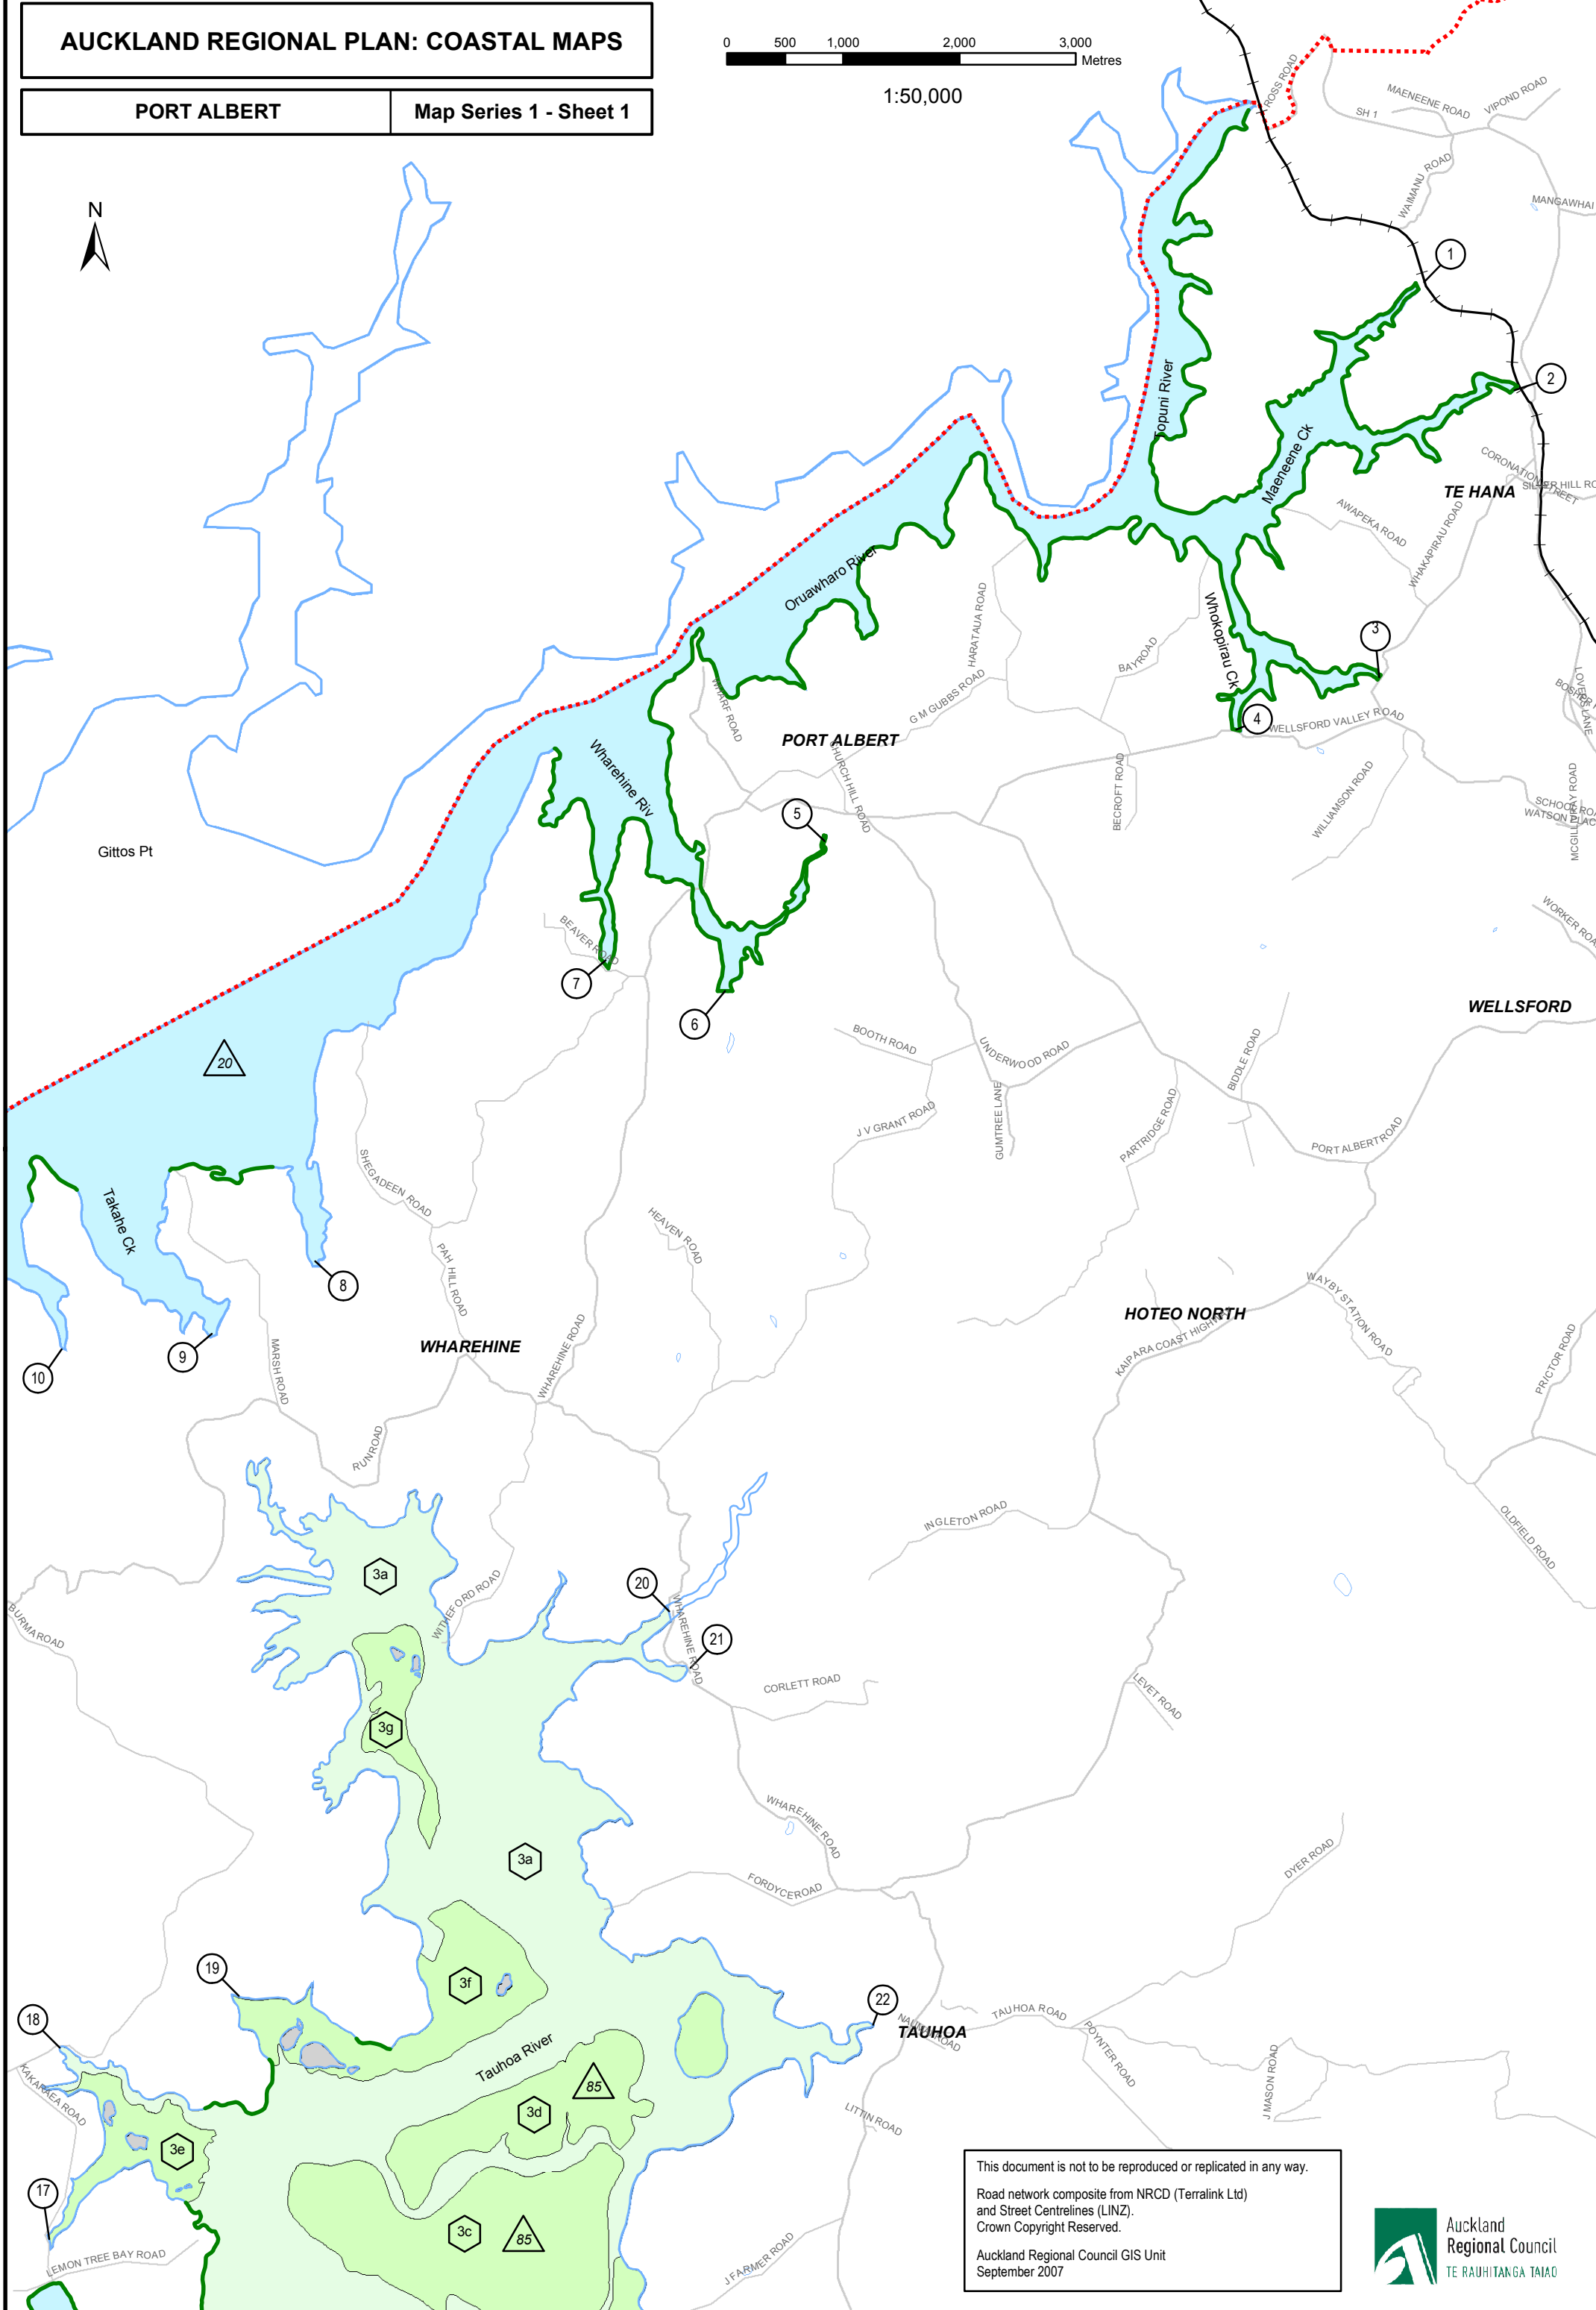 AUCKLAND REGIONAL PLAN: COASTAL MAPS
PORT ALBERT
Map Series 1 - Sheet 1
0 500 1,000 2,000 3,000
Metres
1:50,000
N
ROSS ROAD
SH 1
MAENEENE ROAD
VIPOND ROAD
WAIMANU ROAD
MANGAWHAI
1
2
Topuni River
Maeneene Ck
CORONATION STREET
TE HANA
AWAPEKA ROAD
WHAKAPIRAU ROAD
Oruawharo River
HARATAUA ROAD
Whokopirau Ck
3
BAYROAD
WHARF ROAD
G M GUBBS ROAD
4
WELLSFORD VALLEY ROAD
LOVERS LANE
PORT ALBERT
Wharehine Riv
CHURCH HILL ROAD
BECROFT ROAD
WILLIAMSON ROAD
5
Gittos Pt
BEAVER ROAD
7
6
WORKER ROA
WELLSFORD
20
BOOTH ROAD
UNDERWOOD ROAD
BIDDLE ROAD
J V GRANT ROAD
GUMTREE LANE
PARTRIDGE ROAD
PORT ALBERT ROAD
SHEGADEEN ROAD
Takahe Ck
HEAVEN ROAD
PAH HILL ROAD
8
WAYBY STATION ROAD
HOTEO NORTH
KAIPARA COAST HIGHWAY
WHAREHINE
WHAREHINE ROAD
MARSH ROAD
PRICTOR ROAD
9
10
RUNROAD
INGLETON ROAD
OLDFIELD ROAD
3a
WITHEFORD ROAD
20
WHAREHINE ROAD
21
BURMAROAD
CORLETT ROAD
LEVET ROAD
3g
WHAREHINE ROAD
3a
DYER ROAD
FORDYCEROAD
19
3f
22
18
TAUHOA ROAD
TAUHOA
POYNTER ROAD
Tauhoa River
KAKARAEA ROAD
85
3d
J MASON ROAD
LITTIN ROAD
3e
17
3c
85
LEMON TREE BAY ROAD
J FARMER ROAD
This document is not to be reproduced or replicated in any way.
Road network composite from NRCD (Terralink Ltd)
and Street Centrelines (LINZ).
Crown Copyright Reserved.
Auckland Regional Council GIS Unit
September 2007
Auckland
Regional Council
TE RAUHITANGA TAIAO